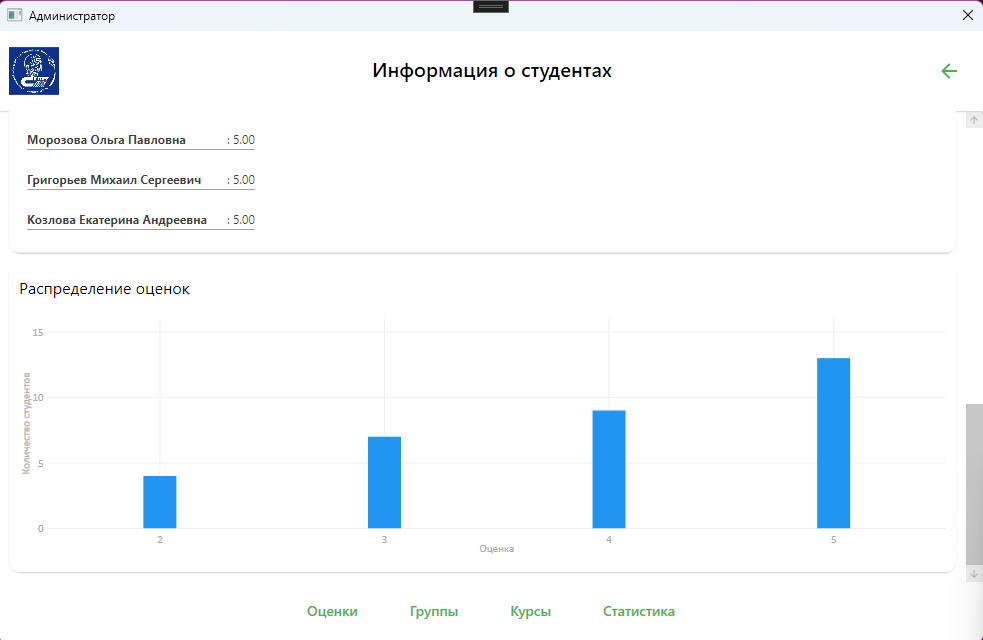 Администратор
Информация о студентах
Морозова Ольга Павловна : 5.00
Григорьев Михаил Сергеевич : 5.00
Козлова Екатерина Андреевна : 5.00
Распределение оценок
15
10
5
0
Количество студентов
2 3 4 5
Оценка
Оценки Группы Курсы Статистика